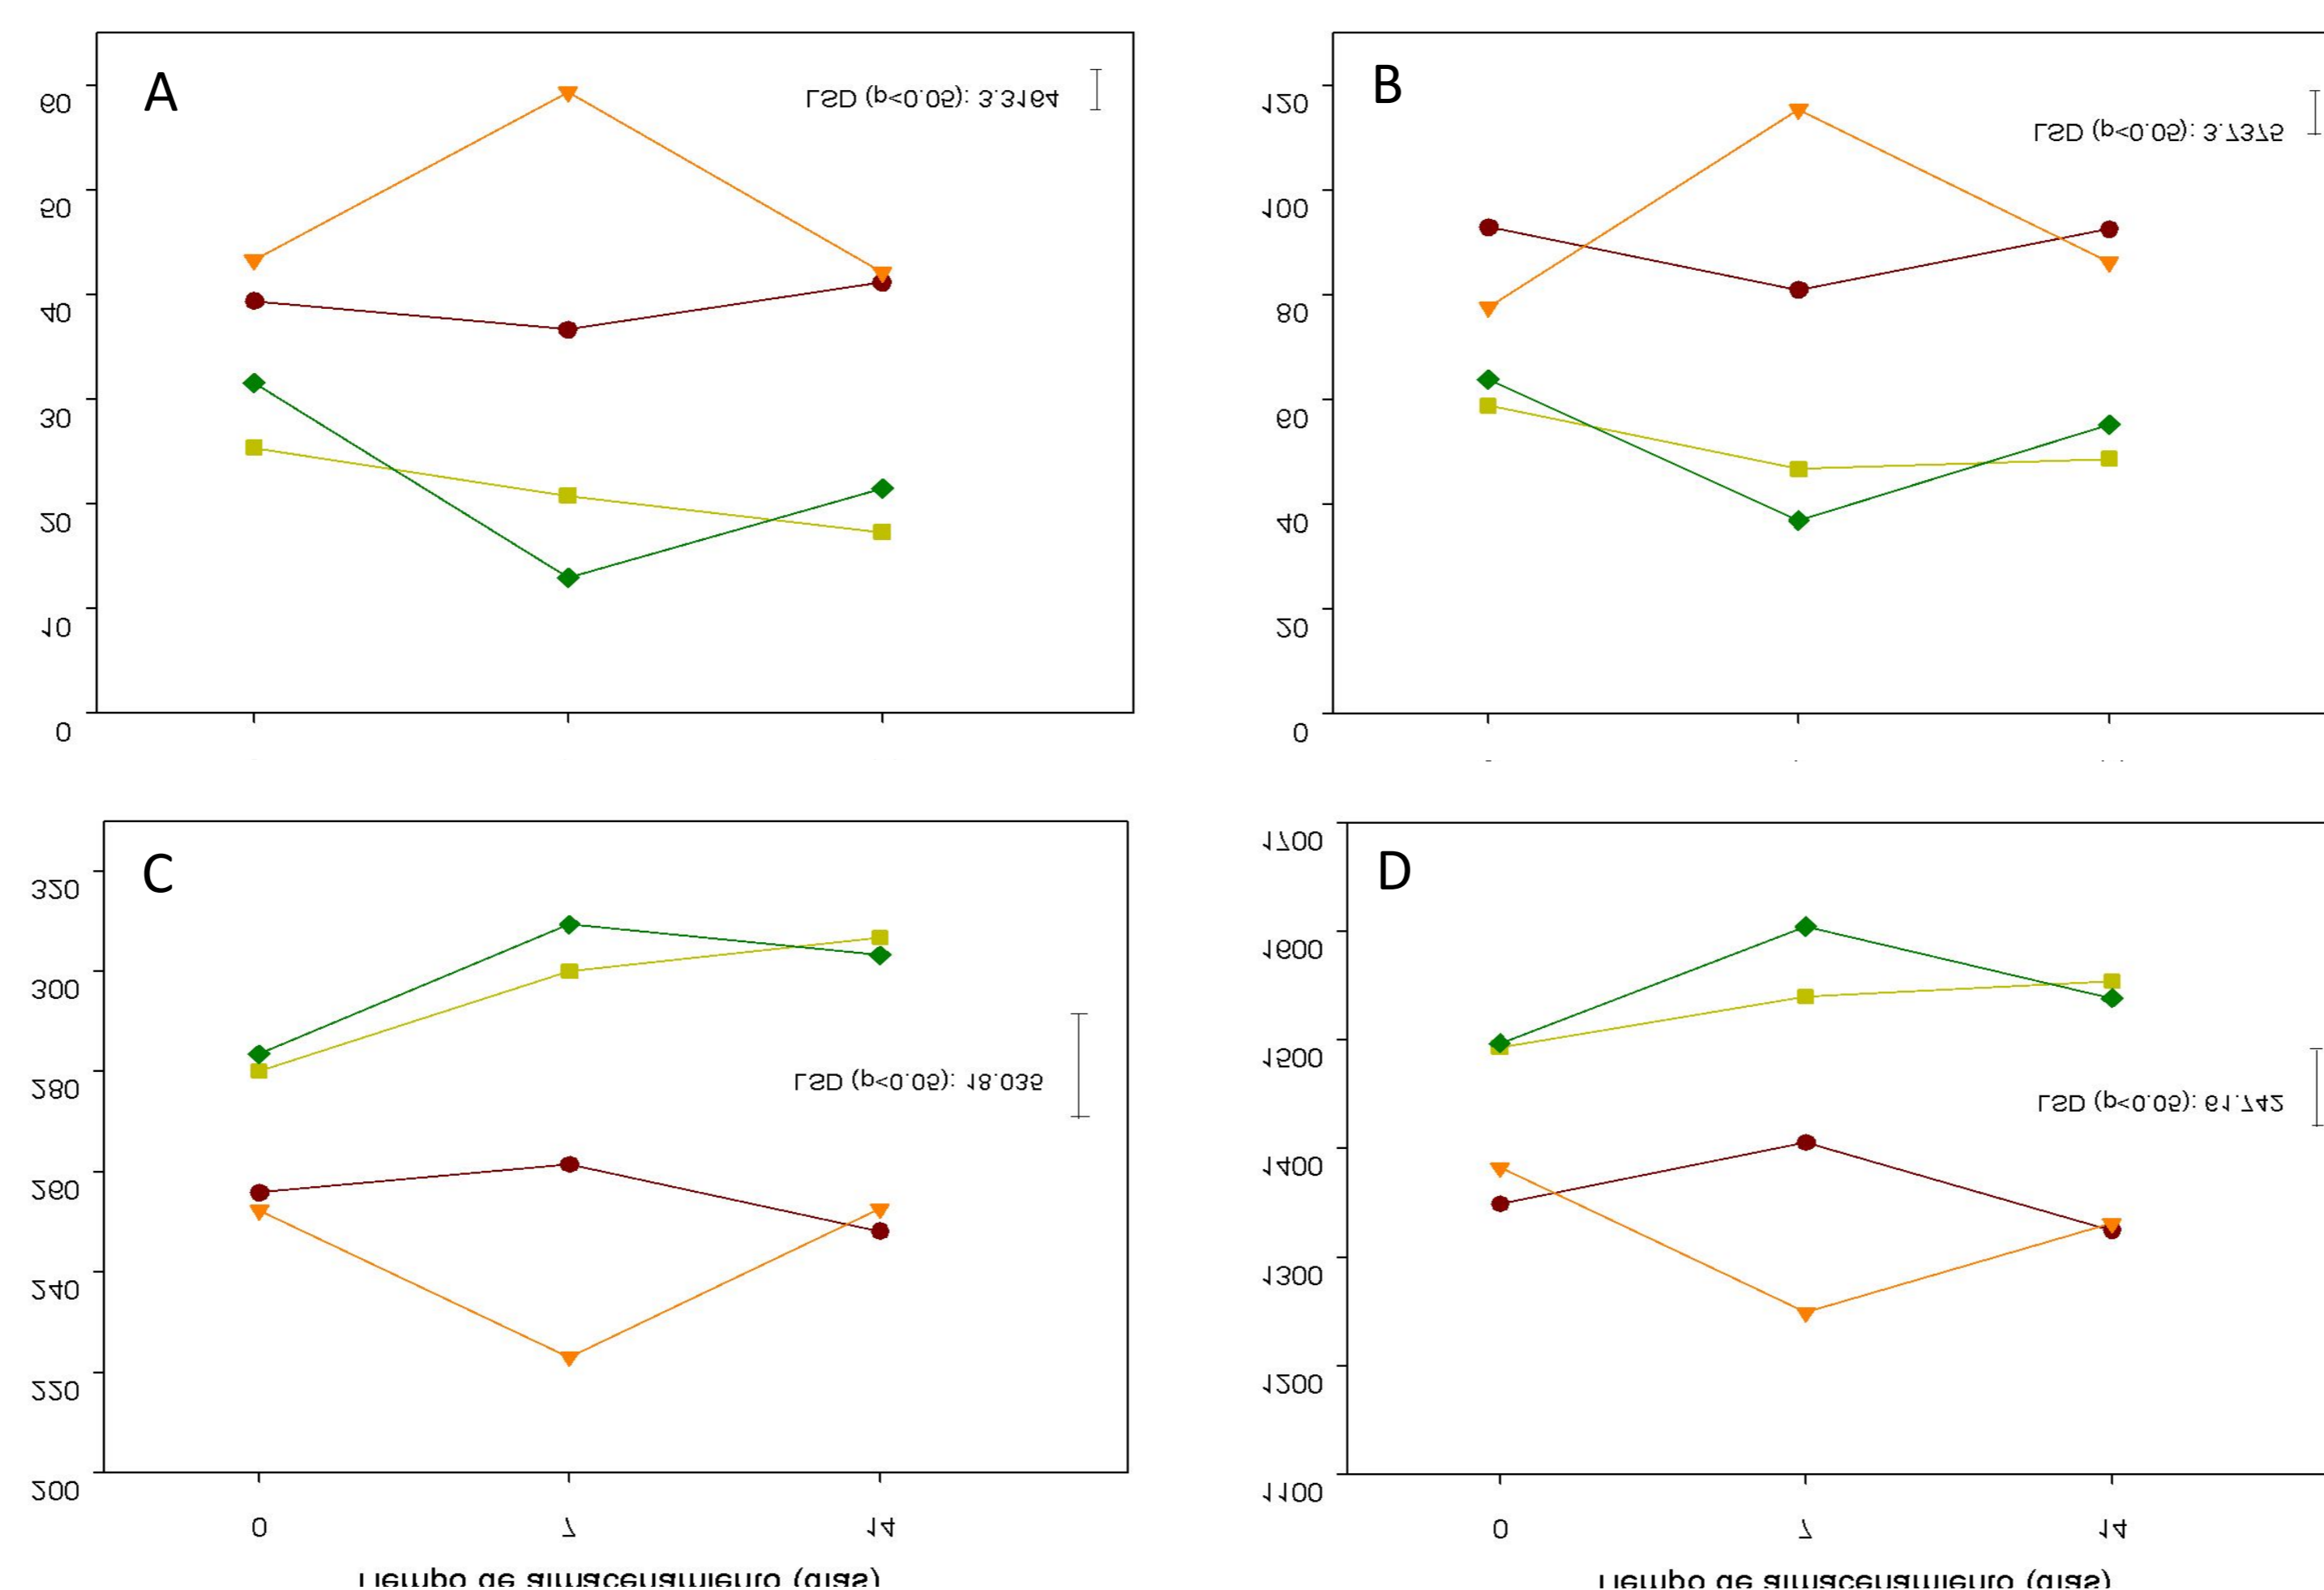 A
LSD (p<0.05): 3.3164
60
50
40
30
20
10
0
B
LSD (p<0.05): 3.7375
120
100
80
60
40
20
0
C
LSD (p<0.05): 18.035
320
300
280
260
240
220
200
0 7 14
Tiempo de almacenamiento (días)
D
LSD (p<0.05): 61.742
1700
1600
1500
1400
1300
1200
1100
0 7 14
Tiempo de almacenamiento (días)